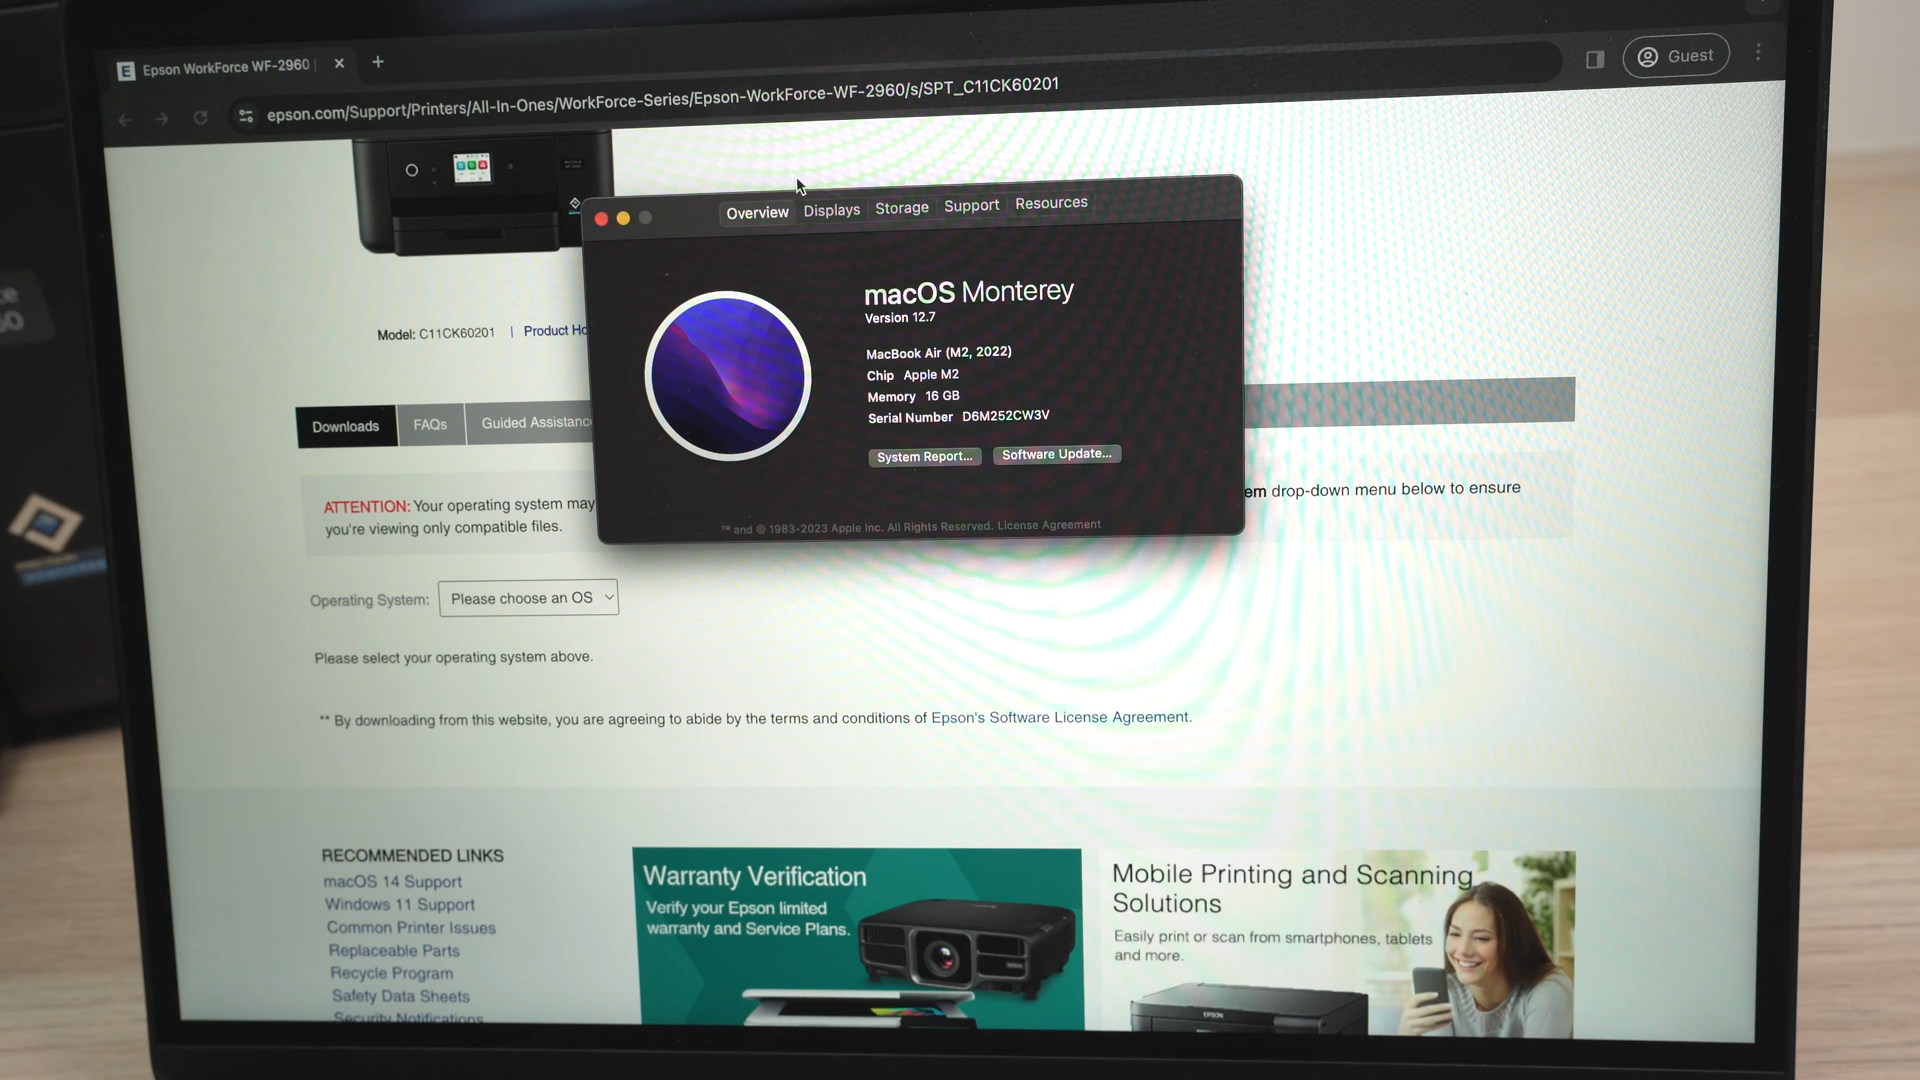 Epson WorkForce WF-2960
Guest
epson.com/Support/Printers/All-In-Ones/WorkForce-Series/Epson-WorkForce-WF-2960/s/SPT_C11CK60201
Overview Displays Storage Support Resources
macOS Monterey
Version 12.7
Model: C11CK60201 | Product Ho
MacBook Air (M2, 2022)
Chip Apple M2
Memory 16 GB
Serial Number D6M252CW3V
System Report... Software Update...
™ and © 1983-2023 Apple Inc. All Rights Reserved. License Agreement
Downloads FAQs Guided Assistanc
ATTENTION: Your operating system may em drop-down menu below to ensure
you're viewing only compatible files.
Operating System: Please choose an OS
Please select your operating system above.
** By downloading from this website, you are agreeing to abide by the terms and conditions of Epson's Software License Agreement.
RECOMMENDED LINKS
macOS 14 Support
Windows 11 Support
Common Printer Issues
Replaceable Parts
Recycle Program
Safety Data Sheets
Security Notifications
Warranty Verification
Verify your Epson limited
warranty and Service Plans.
Mobile Printing and Scanning
Solutions
Easily print or scan from smartphones, tablets
and more.
EPSON